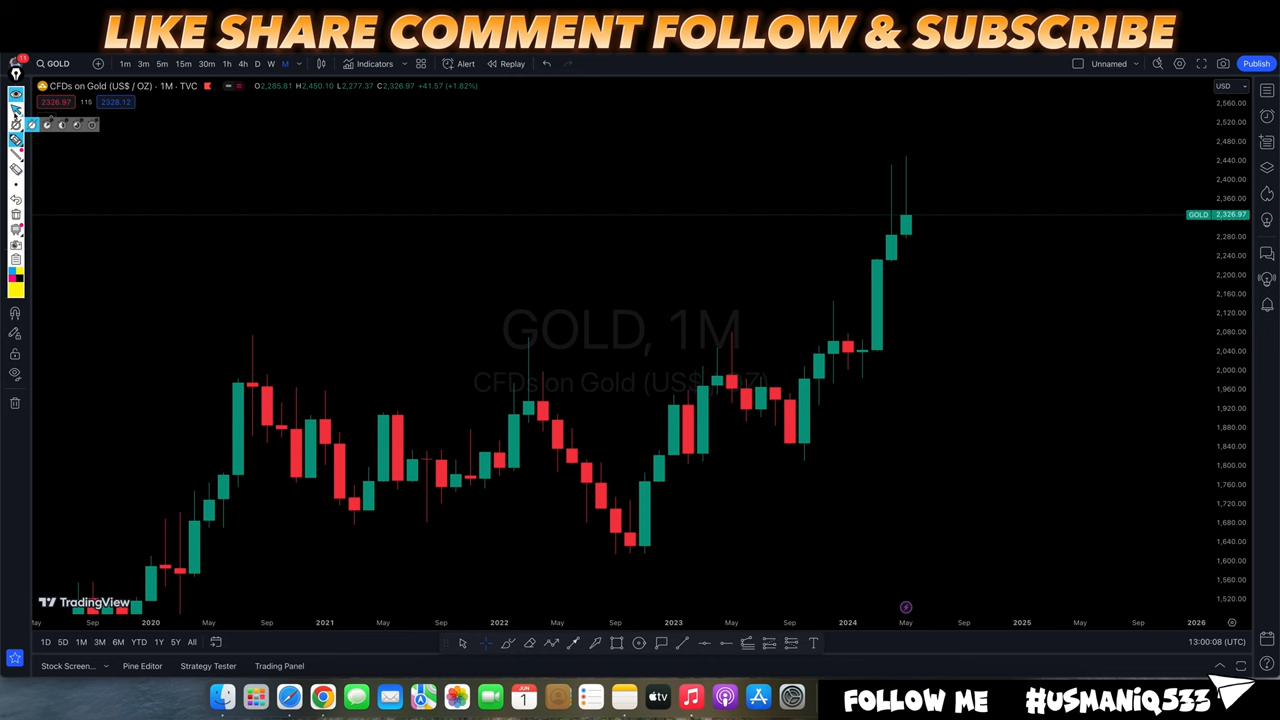 LIKE SHARE COMMENT FOLLOW & SUBSCRIBE
11
GOLD 1m 3m 5m 15m 30m 1h 4h D W M Indicators Alert Replay Unnamed Publish
CFDs on Gold (US$ / OZ) · 1M · TVC O2,285.81 H2,450.10 L2,277.37 C2,326.97 +41.57 (+1.82%) USD
2326.97 115 2328.12
2,560.00
2,520.00
2,480.00
2,440.00
2,400.00
2,360.00
GOLD 2,326.97
2,280.00
2,240.00
2,200.00
2,160.00
2,120.00
2,080.00
2,040.00
2,000.00
1,960.00
1,920.00
1,880.00
1,840.00
1,800.00
1,760.00
1,720.00
1,680.00
1,640.00
1,600.00
1,560.00
1,520.00
GOLD, 1M
CFDs on Gold (US$ / OZ)
TradingView
May Sep 2020 May Sep 2021 May Sep 2022 May Sep 2023 May Sep 2024 May Sep 2025 May Sep 2026
1D 5D 1M 3M 6M YTD 1Y 5Y All 13:00:08 (UTC)
Stock Screen... Pine Editor Strategy Tester Trading Panel
JUN
1
tv
FOLLOW ME #USMANIQ533